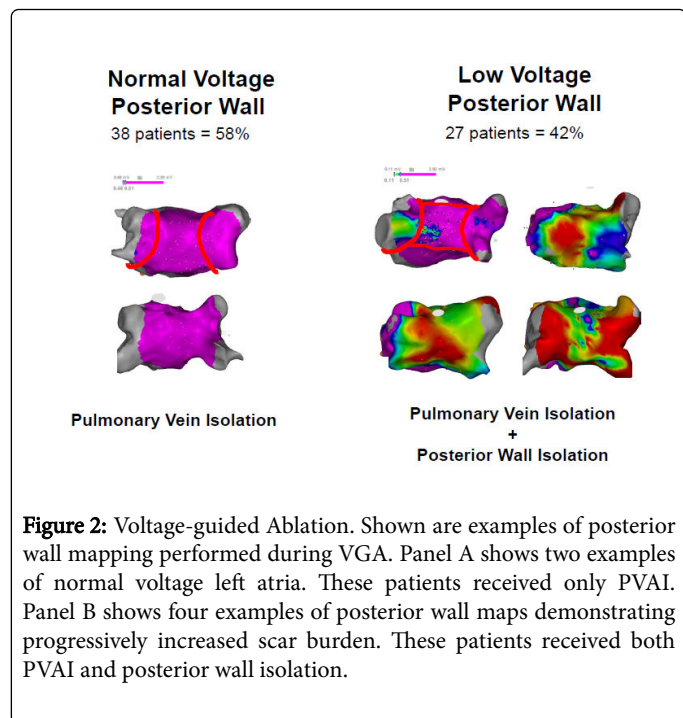 Normal Voltage
Posterior Wall
38 patients = 58%
Low Voltage
Posterior Wall
27 patients = 42%
Pulmonary Vein Isolation
Pulmonary Vein Isolation
+
Posterior Wall Isolation
Figure 2: Voltage-guided Ablation. Shown are examples of posterior
wall mapping performed during VGA. Panel A shows two examples
of normal voltage left atria. These patients received only PVAI.
Panel B shows four examples of posterior wall maps demonstrating
progressively increased scar burden. These patients received both
PVAI and posterior wall isolation.